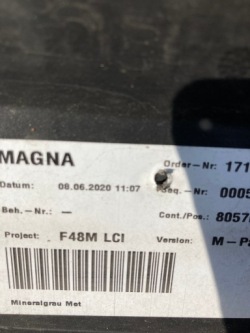 MAGNA Order-Nr: 171
Datum: 08.06.2020 11:07 Seq.-Nr: 0005
Beh.-Nr.: — Cont./Pos.: 8057
Project: F48M LCI Version: M-P
Mineralgrau Met